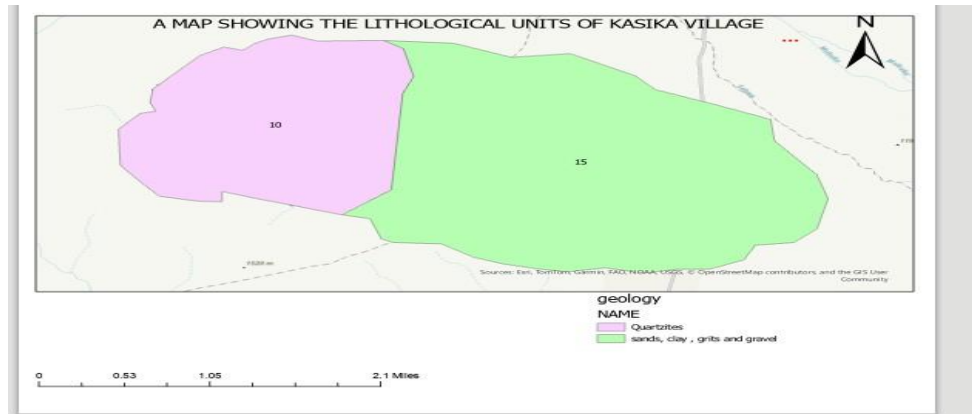 A MAP SHOWING THE LITHOLOGICAL UNITS OF KASIKA VILLAGE
N
10
15
Sources: Esri, TomTom, Garmin, FAO, NOAA, USGS, © OpenStreetMap contributors, and the GIS User
Community
geology
NAME
Quartzites
sands, clay , grits and gravel
0 0.53 1.05 2.1 Miles